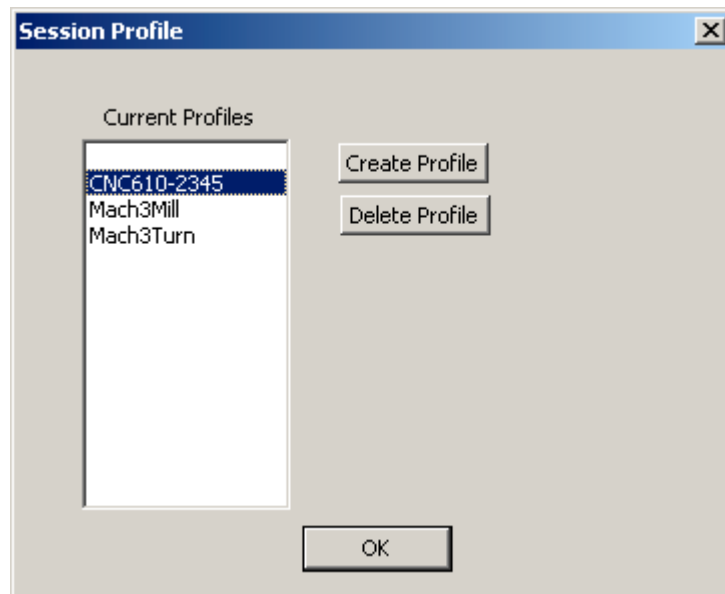 Session Profile
Current Profiles
Create Profile
CNC610-2345
Mach3Mill
Delete Profile
Mach3Turn
OK